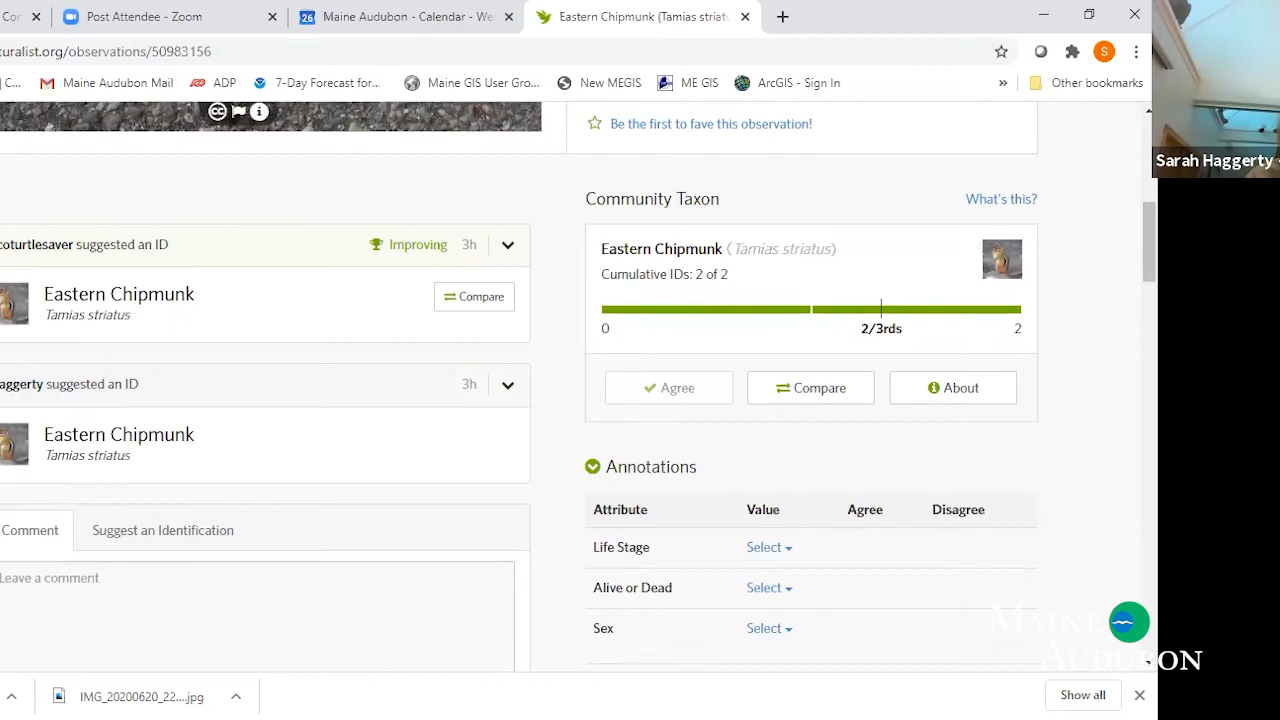 Cor
Post Attendee - Zoom
Maine Audubon - Calendar - We
Eastern Chipmunk (Tamias striat
turalist.org/observations/50983156
S
C...
Maine Audubon Mail
ADP
7-Day Forecast for...
Maine GIS User Gro...
New MEGIS
ME GIS
ArcGIS - Sign In
Other bookmarks
Sarah Haggerty
cc
Be the first to fave this observation!
Community Taxon
What's this?
coturtlesaver suggested an ID
Improving
3h
Eastern Chipmunk
Tamias striatus
Compare
aggerty suggested an ID
3h
Eastern Chipmunk
Tamias striatus
Comment
Suggest an Identification
Leave a comment
Eastern Chipmunk (Tamias striatus)
Cumulative IDs: 2 of 2
0
2/3rds
2
Agree
Compare
About
Annotations
Attribute Value Agree Disagree
Life Stage Select
Alive or Dead Select
Sex Select
MAINE
AUDUBON
IMG_20200620_22....jpg
Show all